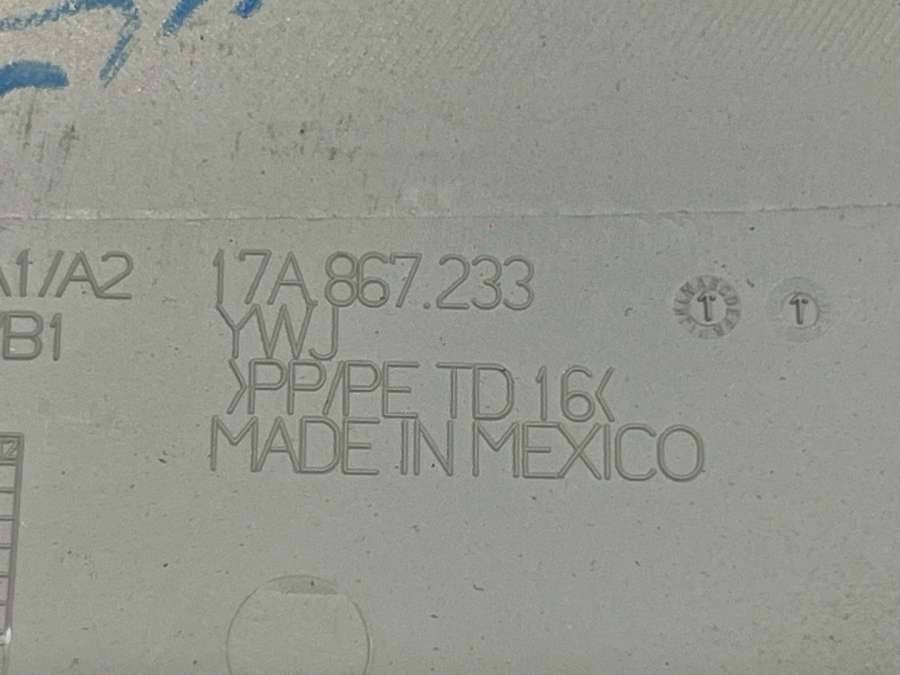 A1/A2
17A.867.233
B1
YWJ
>PP/PE TD 16<
MADE IN MEXICO